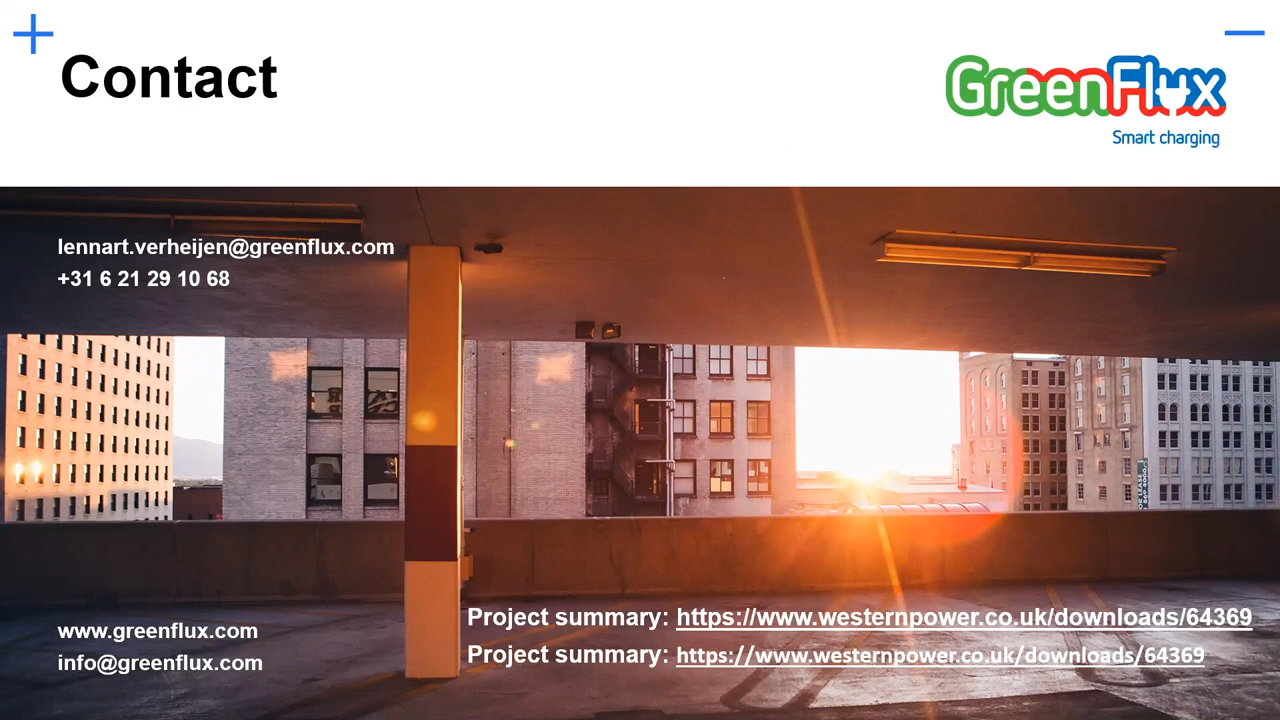 Contact
GreenFlux
Smart charging
lennart.verheijen@greenflux.com
+31 6 21 29 10 68
www.greenflux.com
info@greenflux.com
Project summary: https://www.westernpower.co.uk/downloads/64369
Project summary: https://www.westernpower.co.uk/downloads/64369